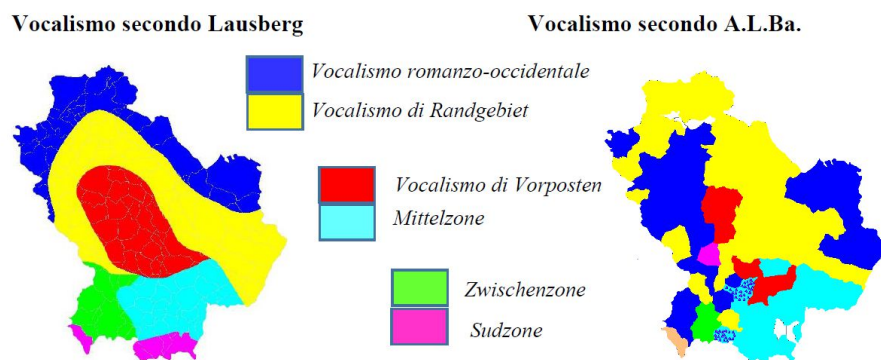 Vocalismo secondo Lausberg
Vocalismo secondo A.L.Ba.
Vocalismo romanzo-occidentale
Vocalismo di Randgebiet
Vocalismo di Vorposten
Mittelzone
Zwischenzone
Sudzone